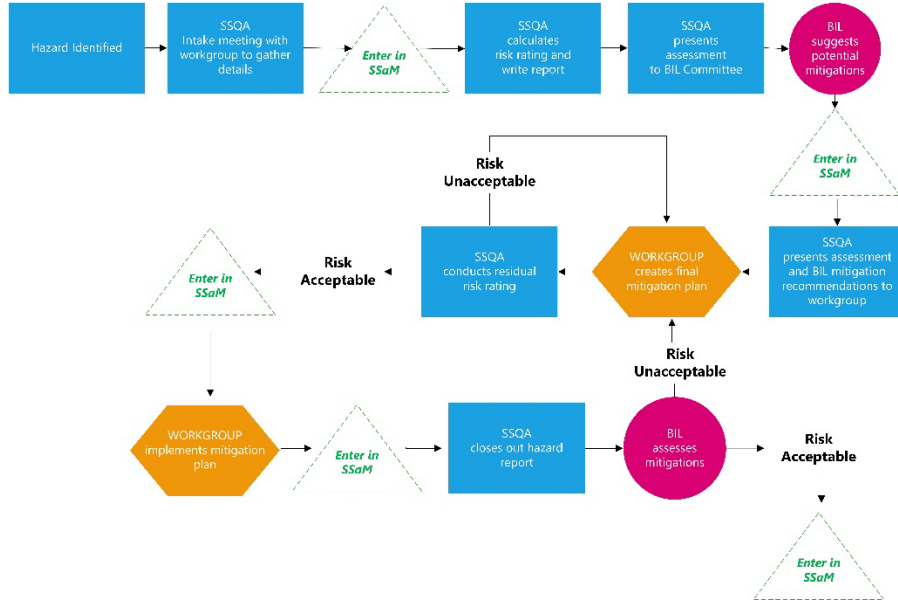 Hazard Identified
SSQA
Intake meeting with
workgroup to gather
details
Enter in
SSaM
SSQA
calculates
risk rating and
write report
SSQA
presents
assessment
to BIL Committee
BIL
suggests
potential
mitigations
Enter in
SSaM
SSQA
presents assessment
and BIL mitigation
recommendations to
workgroup
WORKGROUP
creates final
mitigation plan
SSQA
conducts residual
risk rating
Risk
Unacceptable
Risk
Acceptable
Enter in
SSaM
WORKGROUP
implements mitigation
plan
Enter in
SSaM
SSQA
closes out hazard
report
BIL
assesses
mitigations
Risk
Unacceptable
Risk
Acceptable
Enter in
SSaM